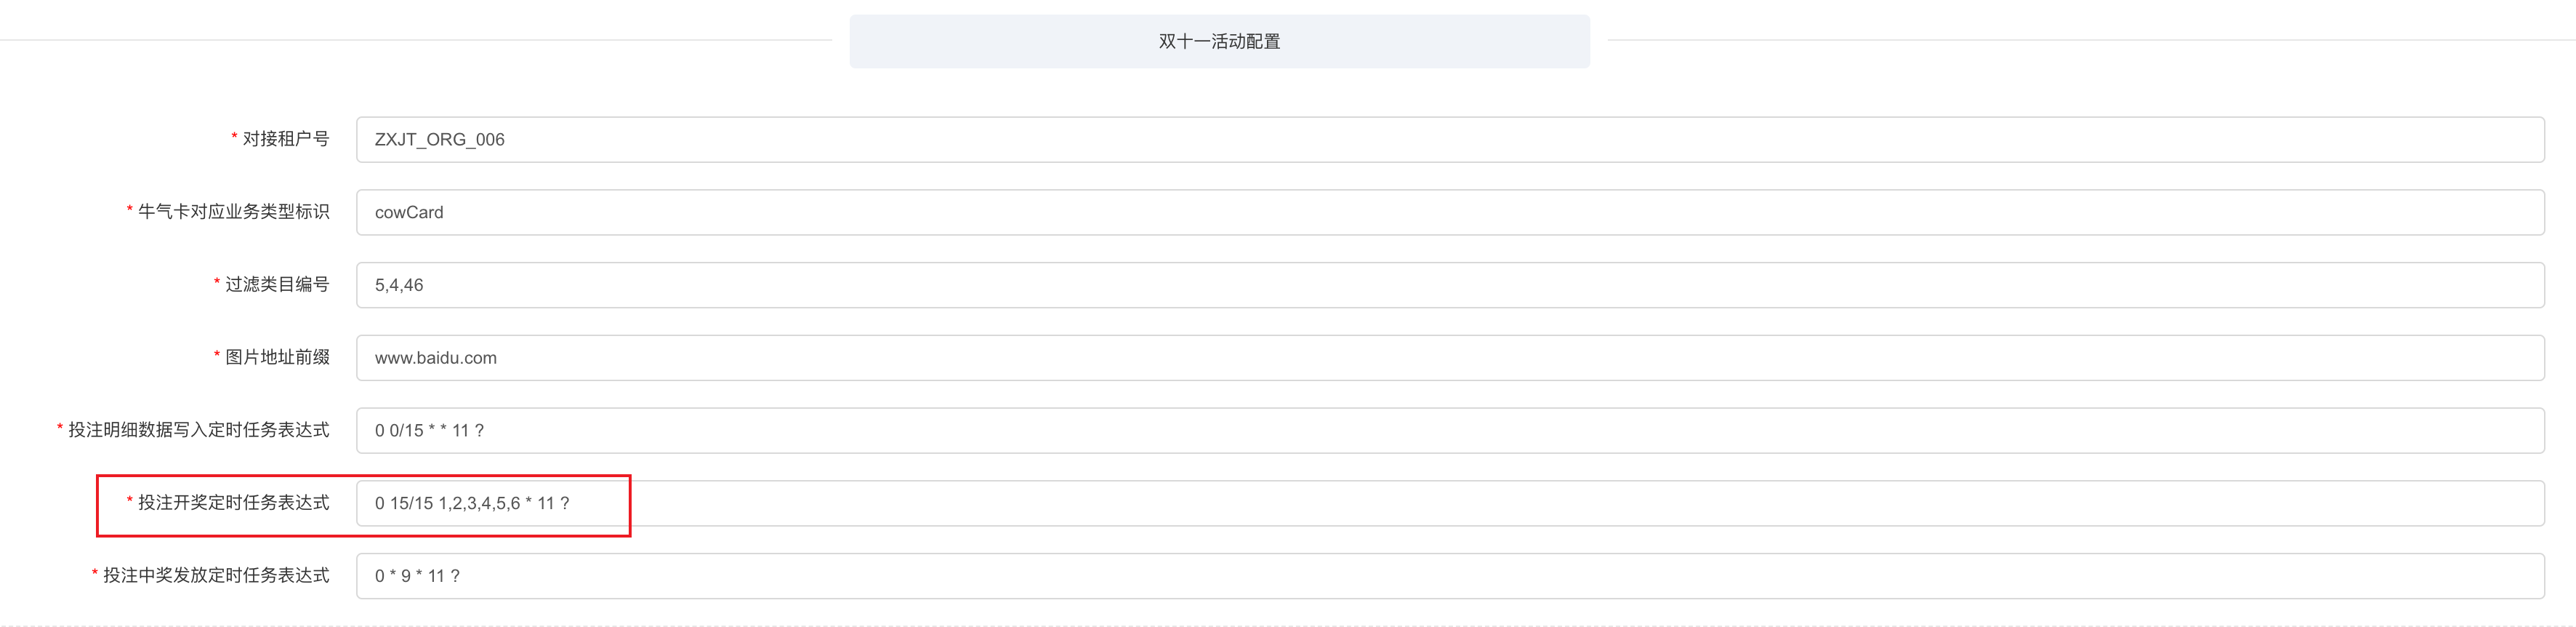 双十一活动配置
* 对接租户号 ZXJT_ORG_006
* 牛气卡对应业务类型标识 cowCard
* 过滤类目编号 5,4,46
* 图片地址前缀 www.baidu.com
* 投注明细数据写入定时任务表达式 0 0/15 * * 11 ?
* 投注开奖定时任务表达式 0 15/15 1,2,3,4,5,6 * 11 ?
* 投注中奖发放定时任务表达式 0 * 9 * 11 ?